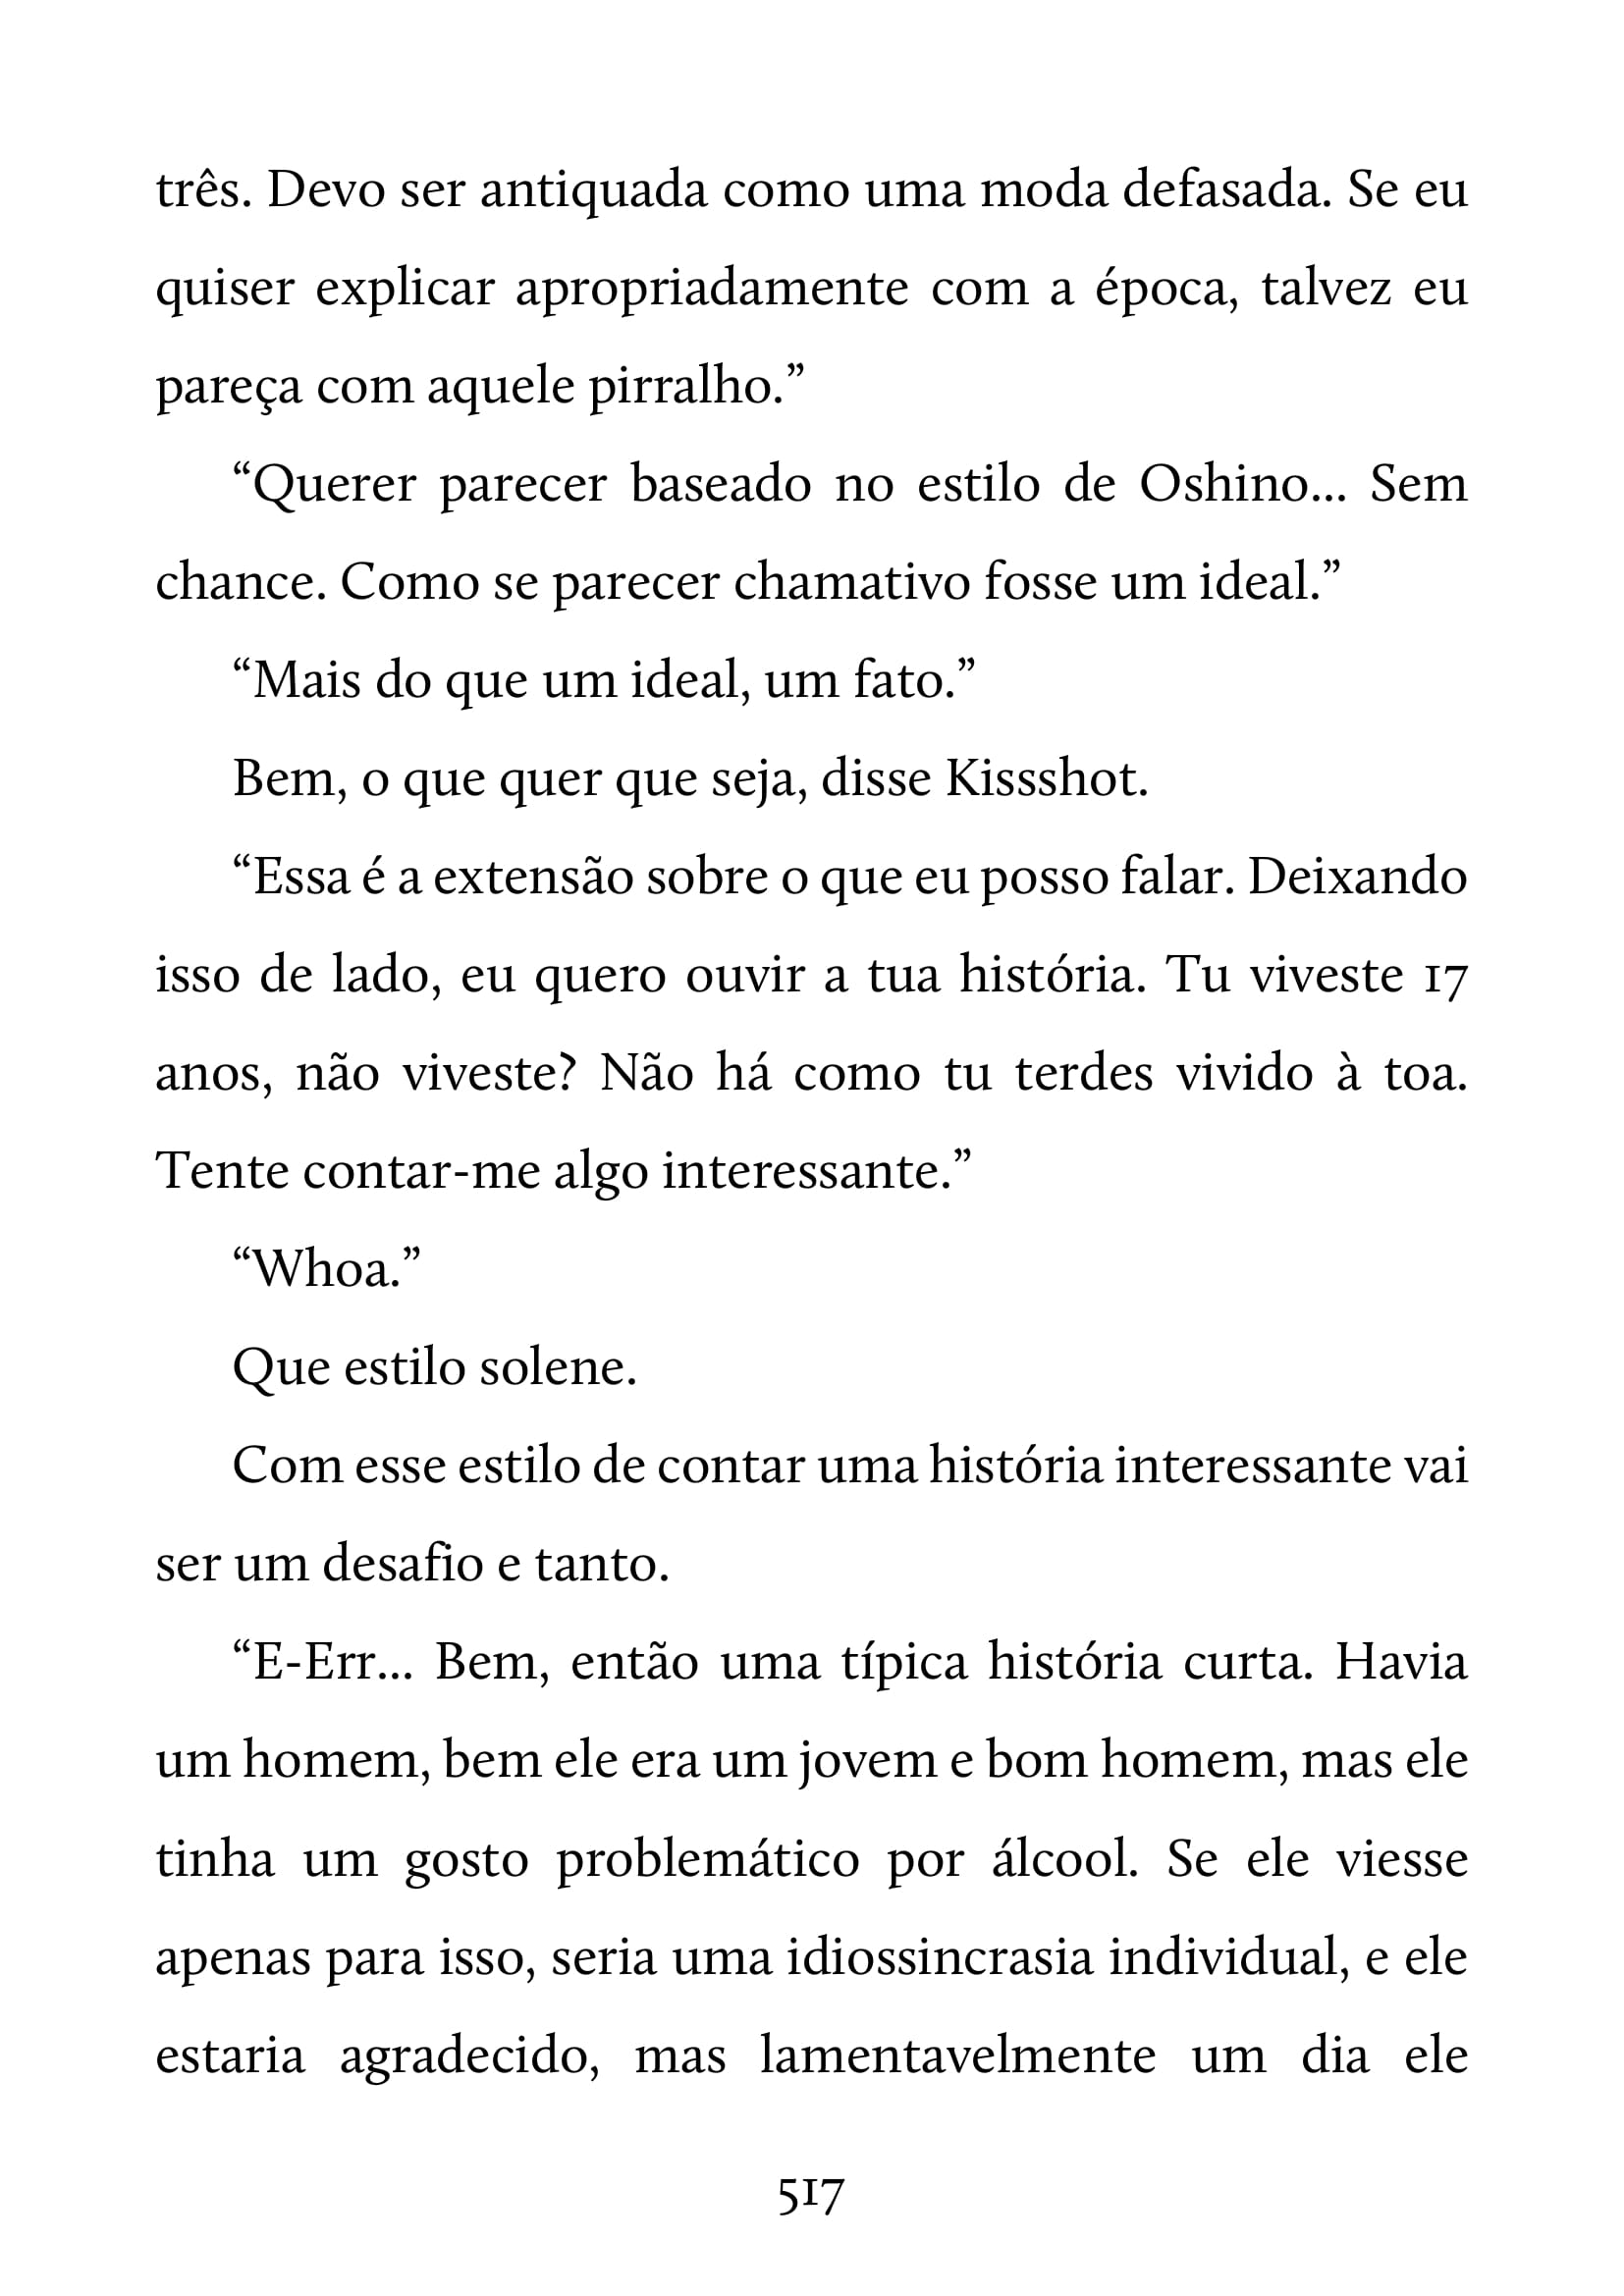 três. Devo ser antiquada como uma moda defasada. Se eu
quiser explicar apropriadamente com a época, talvez eu
pareça com aquele pirralho.”
“Querer parecer baseado no estilo de Oshino... Sem
chance. Como se parecer chamativo fosse um ideal.”
“Mais do que um ideal, um fato.”
Bem, o que quer que seja, disse Kissshot.
“Essa é a extensão sobre o que eu posso falar. Deixando
isso de lado, eu quero ouvir a tua história. Tu viveste 17
anos, não viveste? Não há como tu terdes vivido à toa.
Tente contar-me algo interessante.”
“Whoa.”
Que estilo solene.
Com esse estilo de contar uma história interessante vai
ser um desafio e tanto.
“E-Err... Bem, então uma típica história curta. Havia
um homem, bem ele era um jovem e bom homem, mas ele
tinha um gosto problemático por álcool. Se ele viesse
apenas para isso, seria uma idiossincrasia individual, e ele
estaria agradecido, mas lamentavelmente um dia ele
517